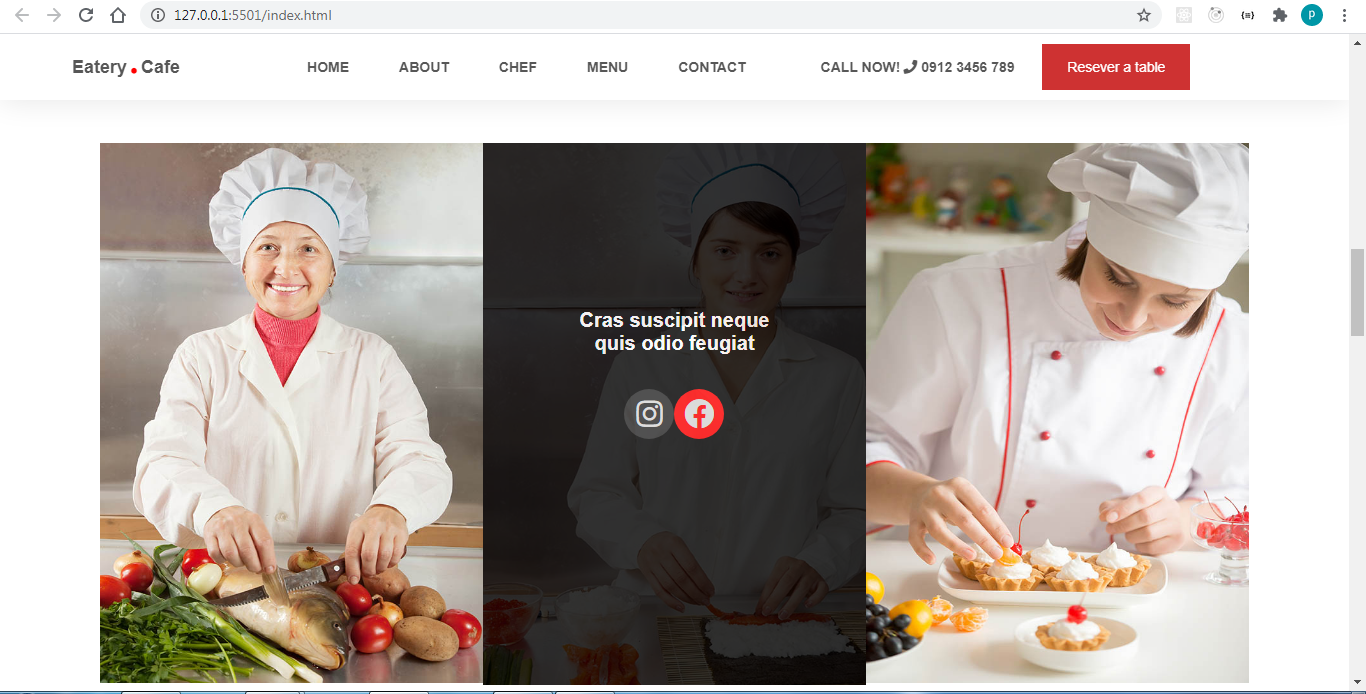 127.0.0.1:5501/index.html
P
Eatery . Cafe
HOME
ABOUT
CHEF
MENU
CONTACT
CALL NOW! 0912 3456 789
Resever a table
Cras suscipit neque
quis odio feugiat